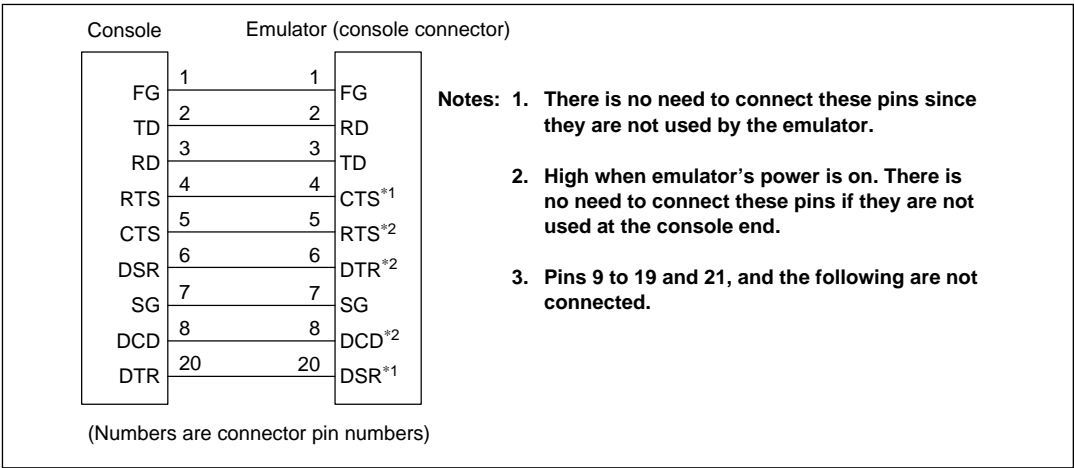 Console Emulator (console connector)
1 1
FG FG
2 2
TD RD
3 3
RD TD
4 4
RTS CTS*1
5 5
CTS RTS*2
6 6
DSR DTR*2
7 7
SG SG
8 8
DCD DCD*2
20 20
DTR DSR*1
(Numbers are connector pin numbers)
Notes: 1. There is no need to connect these pins since
they are not used by the emulator.
2. High when emulator's power is on. There is
no need to connect these pins if they are not
used at the console end.
3. Pins 9 to 19 and 21, and the following are not
connected.